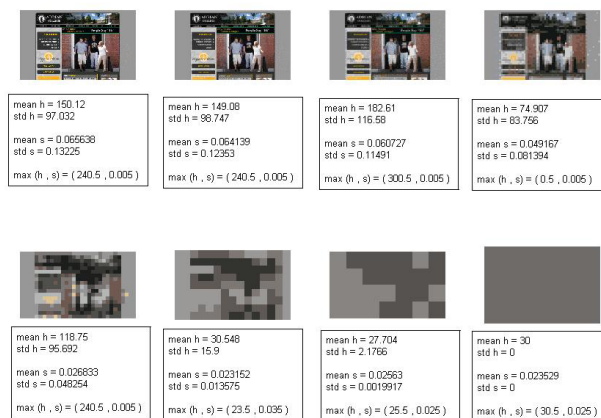 mean h = 150.12
std h = 97.032
mean s = 0.065638
std s = 0.13225
max (h , s) = ( 240.5 , 0.005 )
mean h = 149.08
std h = 98.747
mean s = 0.064139
std s = 0.12353
max (h , s) = ( 240.5 , 0.005 )
mean h = 182.61
std h = 116.58
mean s = 0.060727
std s = 0.11491
max (h , s) = ( 300.5 , 0.005 )
mean h = 74.907
std h = 83.756
mean s = 0.049167
std s = 0.081394
max (h , s) = ( 0.5 , 0.005 )
mean h = 118.75
std h = 95.692
mean s = 0.026833
std s = 0.048254
max (h , s) = ( 240.5 , 0.005 )
mean h = 30.548
std h = 15.9
mean s = 0.023152
std s = 0.013575
max (h , s) = ( 23.5 , 0.035 )
mean h = 27.704
std h = 2.1766
mean s = 0.02563
std s = 0.0019917
max (h , s) = ( 25.5 , 0.025 )
mean h = 30
std h = 0
mean s = 0.023529
std s = 0
max (h , s) = ( 30.5 , 0.025 )